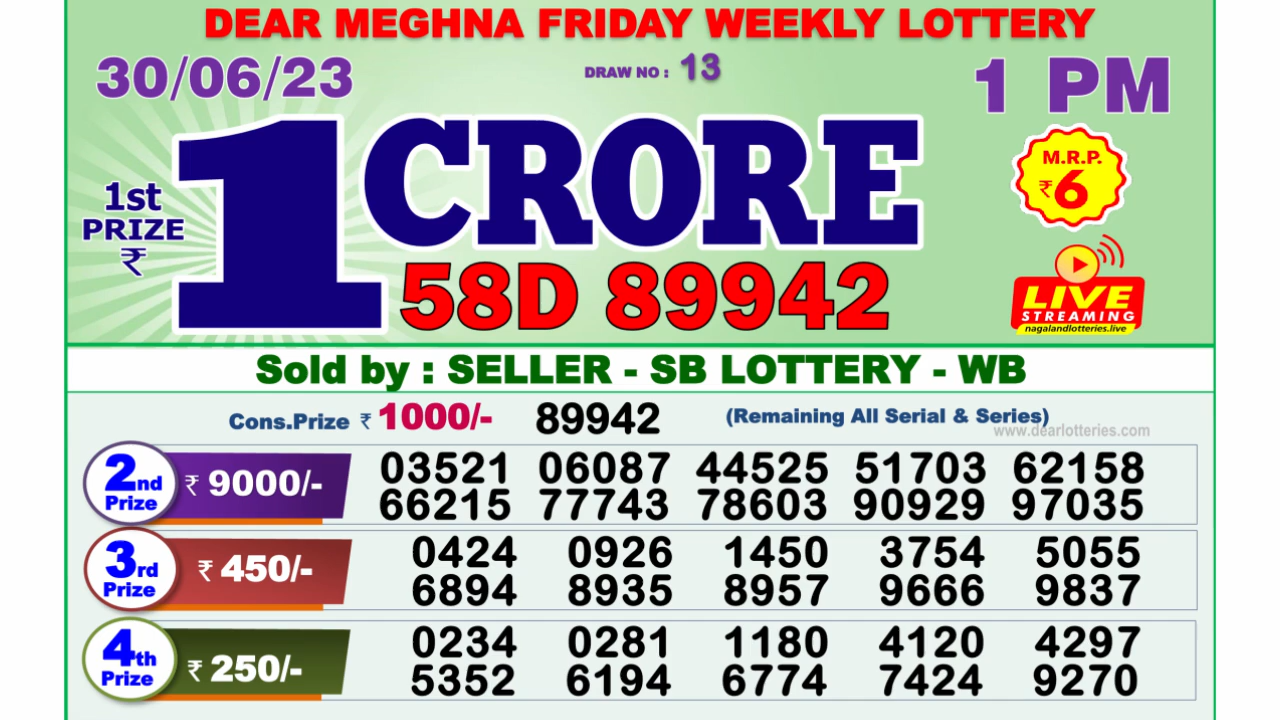 DEAR MEGHNA FRIDAY WEEKLY LOTTERY
30/06/23
DRAW NO : 13
1 PM
1st
PRIZE
₹
1 CRORE
58D 89942
M.R.P.
₹6
LIVE
STREAMING
nagalandlotteries.live
Sold by : SELLER - SB LOTTERY - WB
Cons.Prize ₹ 1000/- 89942 (Remaining All Serial & Series)
www.dearlotteries.com
2nd Prize ₹ 9000/-
03521 06087 44525 51703 62158
66215 77743 78603 90929 97035
3rd Prize ₹ 450/-
0424 0926 1450 3754 5055
6894 8935 8957 9666 9837
4th Prize ₹ 250/-
0234 0281 1180 4120 4297
5352 6194 6774 7424 9270